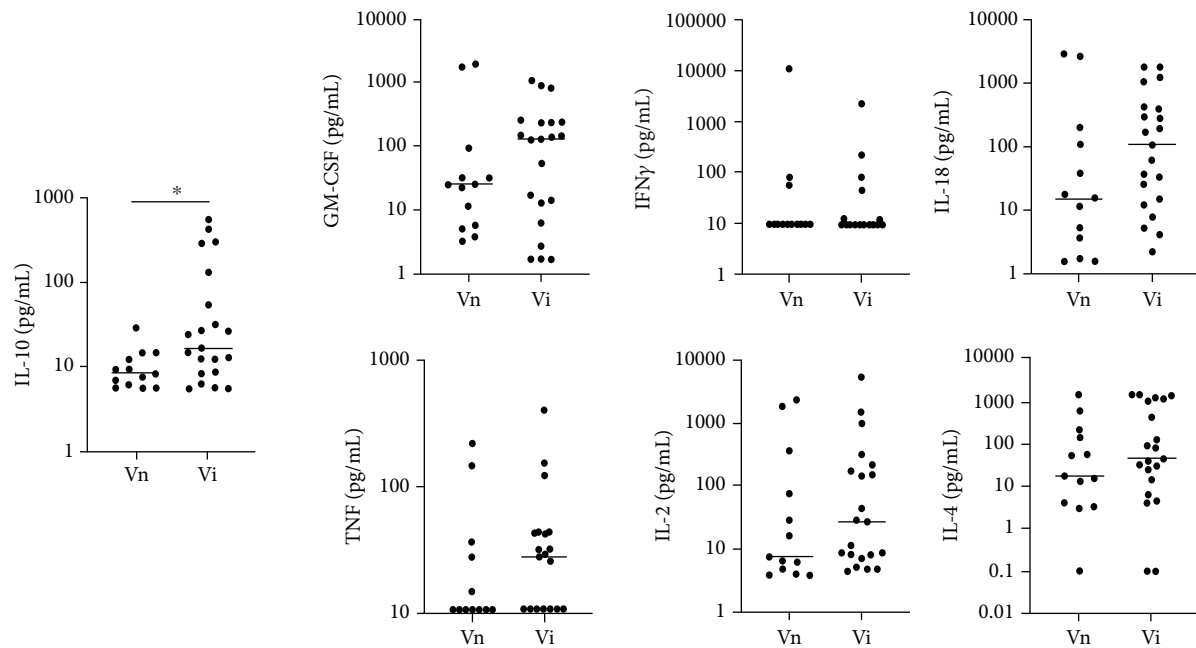 IL-10 (pg/mL)
1000
100
10
1
*
Vn Vi
GM-CSF (pg/mL)
10000
1000
100
10
1
Vn Vi
IFNγ (pg/mL)
100000
10000
1000
100
10
1
Vn Vi
IL-18 (pg/mL)
10000
1000
100
10
1
Vn Vi
TNF (pg/mL)
1000
100
10
Vn Vi
IL-2 (pg/mL)
10000
1000
100
10
1
Vn Vi
IL-4 (pg/mL)
10000
1000
100
10
1
0.1
0.01
Vn Vi